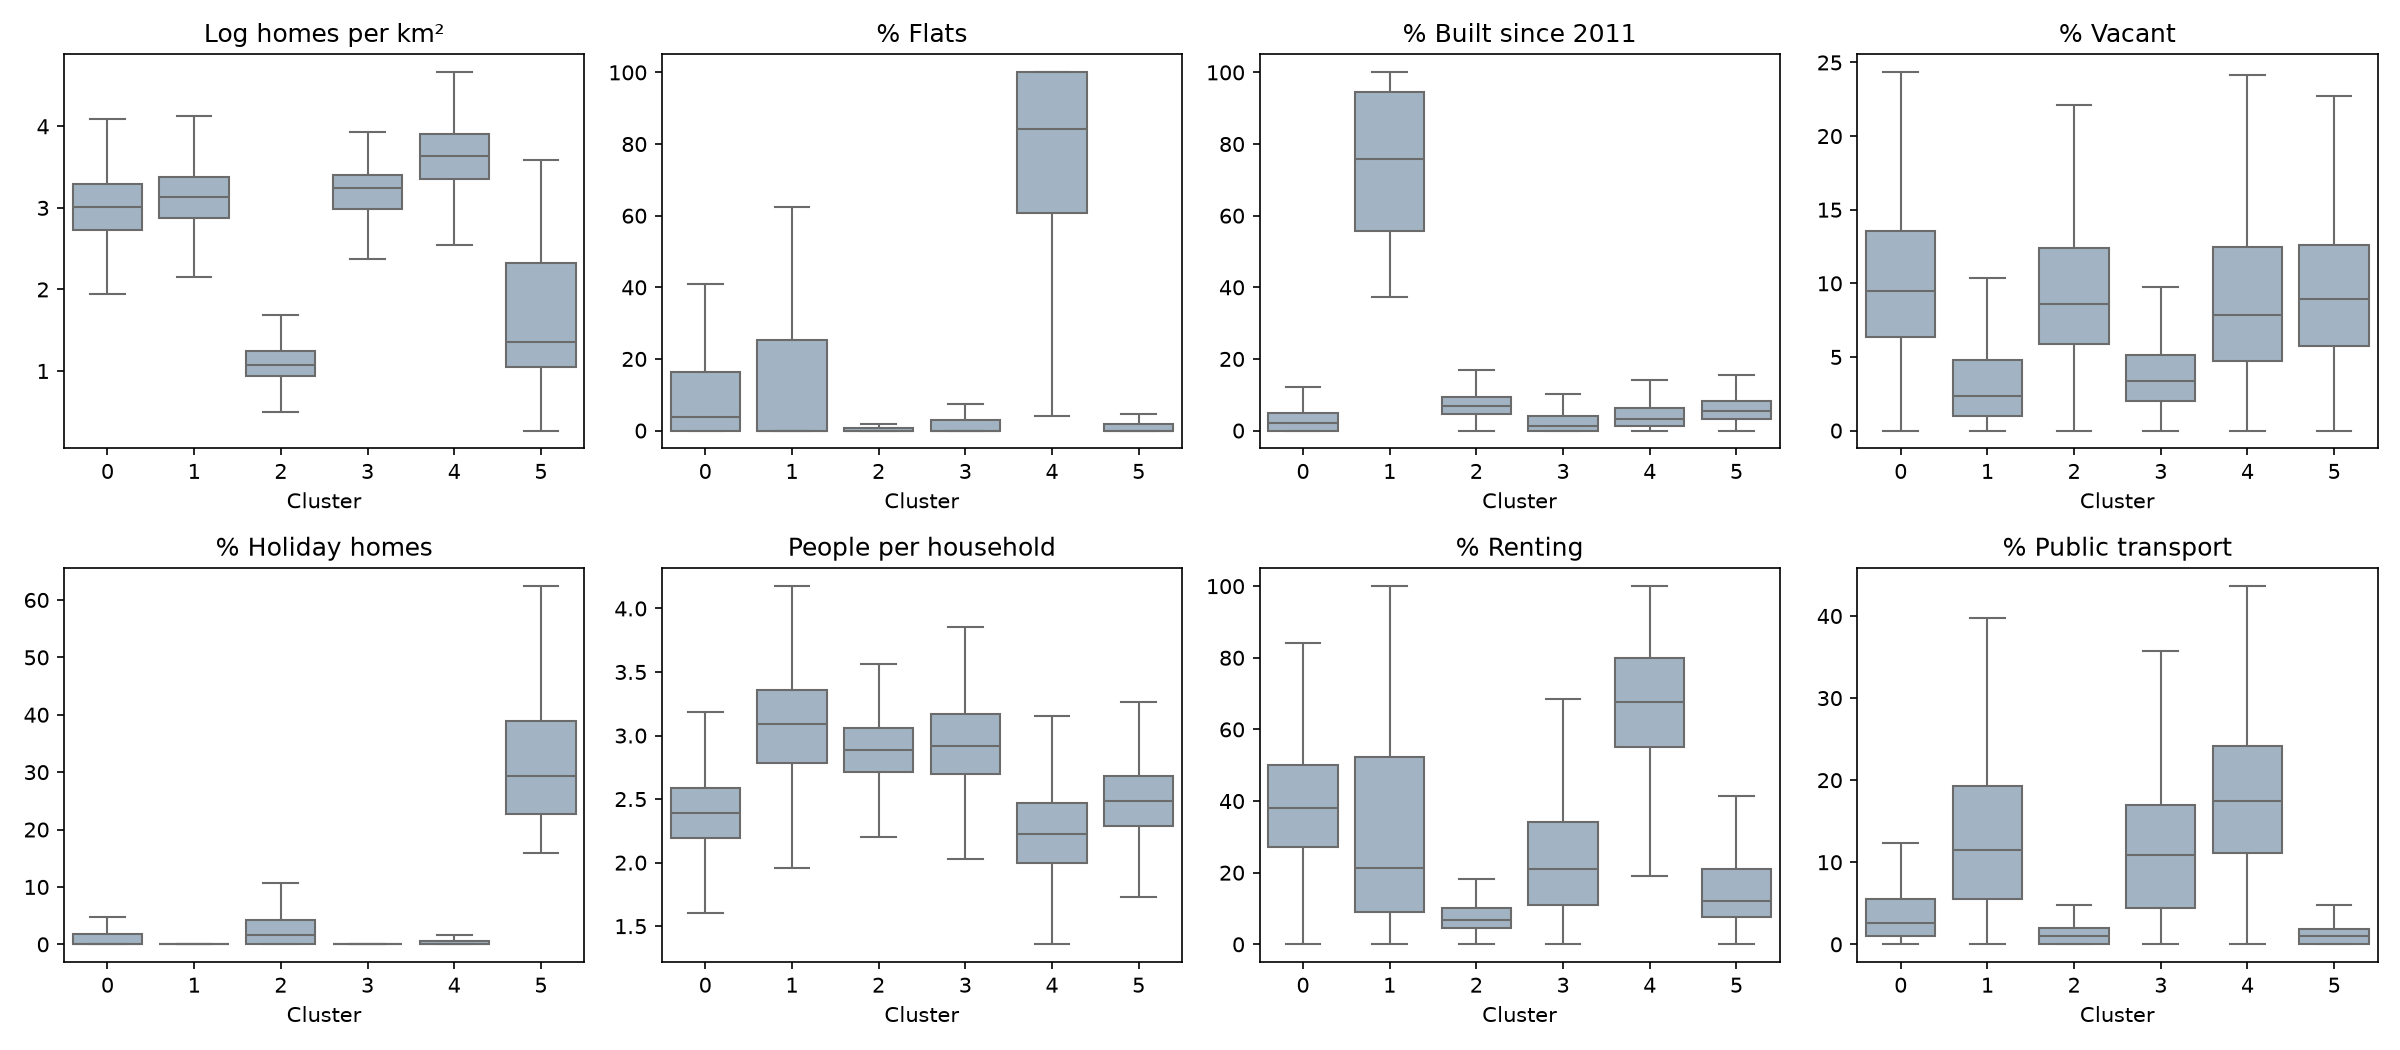 Log homes per km²
4
3
2
1
0 1 2 3 4 5
Cluster
% Flats
100
80
60
40
20
0
0 1 2 3 4 5
Cluster
% Built since 2011
100
80
60
40
20
0
0 1 2 3 4 5
Cluster
% Vacant
25
20
15
10
5
0
0 1 2 3 4 5
Cluster
% Holiday homes
60
50
40
30
20
10
0
0 1 2 3 4 5
Cluster
People per household
4.0
3.5
3.0
2.5
2.0
1.5
0 1 2 3 4 5
Cluster
% Renting
100
80
60
40
20
0
0 1 2 3 4 5
Cluster
% Public transport
40
30
20
10
0
0 1 2 3 4 5
Cluster